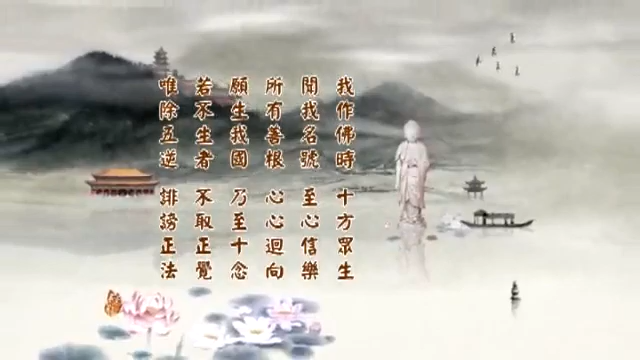 我作佛時 十方眾生
聞我名號 至心信樂
所有善根 心心迴向
願生我國 乃至十念
若不生者 不取正覺
唯除五逆 誹謗正法